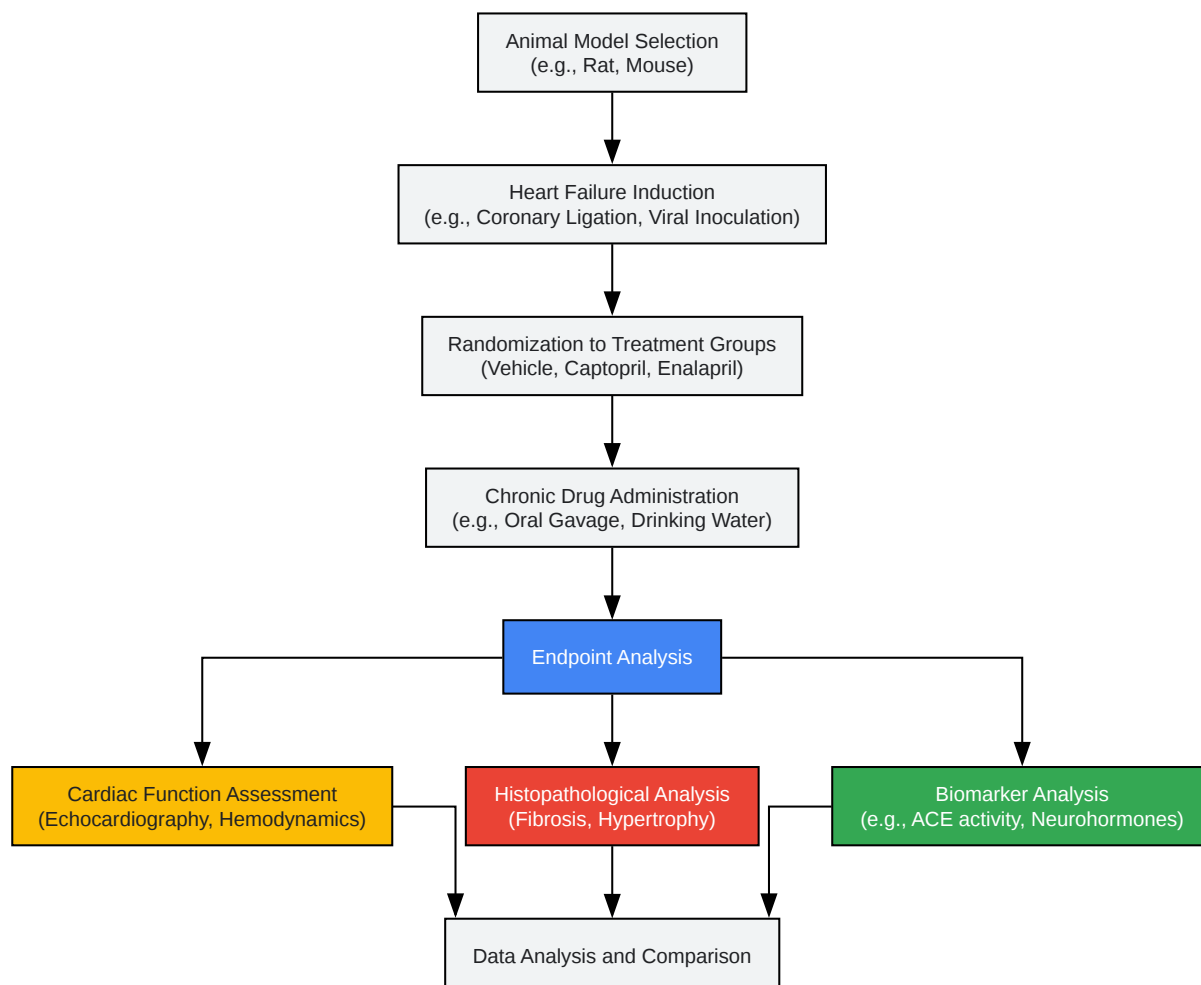 Animal Model Selection
(e.g., Rat, Mouse)
Heart Failure Induction
(e.g., Coronary Ligation, Viral Inoculation)
Randomization to Treatment Groups
(Vehicle, Captopril, Enalapril)
Chronic Drug Administration
(e.g., Oral Gavage, Drinking Water)
Endpoint Analysis
Cardiac Function Assessment
(Echocardiography, Hemodynamics)
Histopathological Analysis
(Fibrosis, Hypertrophy)
Biomarker Analysis
(e.g., ACE activity, Neurohormones)
Data Analysis and Comparison